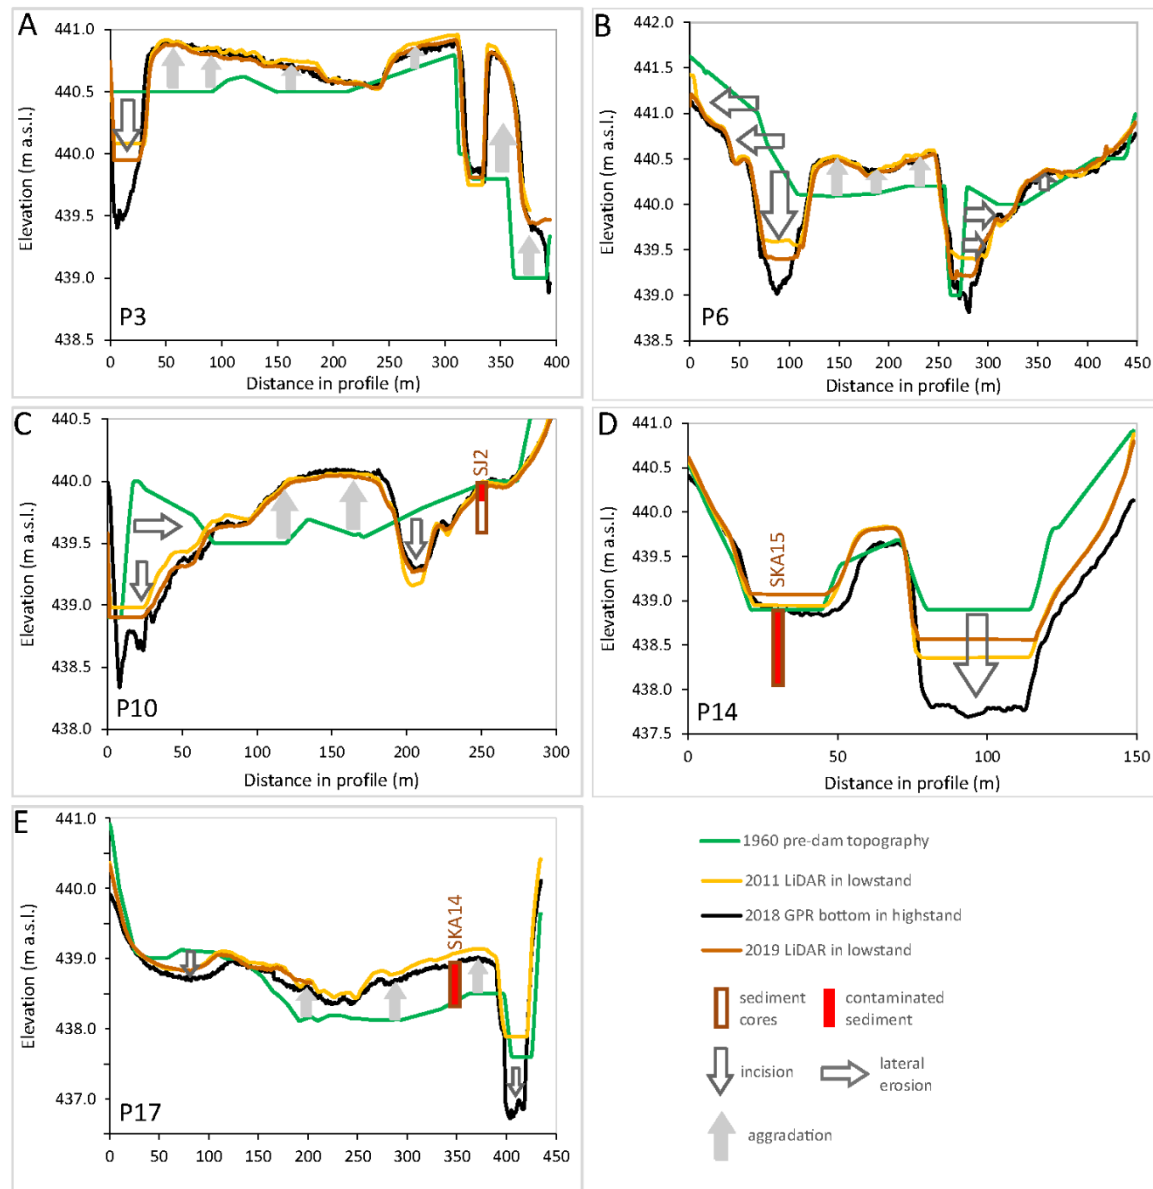 A
441.0
440.5
440.0
439.5
439.0
438.5
Elevation (m a.s.l.)
P3
0 50 100 150 200 250 300 350 400
Distance in profile (m)
B
442.0
441.5
441.0
440.5
440.0
439.5
439.0
438.5
Elevation (m a.s.l.)
P6
0 50 100 150 200 250 300 350 400 450
Distance in profile (m)
C
440.5
440.0
439.5
439.0
438.5
438.0
Elevation (m a.s.l.)
SJ2
P10
0 50 100 150 200 250 300
Distance in profile (m)
D
441.0
440.5
440.0
439.5
439.0
438.5
438.0
437.5
Elevation (m a.s.l.)
SKA15
P14
0 50 100 150
Distance in profile (m)
E
441.0
440.0
439.0
438.0
437.0
Elevation (m a.s.l.)
SKA14
P17
0 50 100 150 200 250 300 350 400 450
1960 pre-dam topography
2011 LiDAR in lowstand
2018 GPR bottom in highstand
2019 LiDAR in lowstand
sediment
cores
contaminated
sediment
incision
lateral
erosion
aggradation